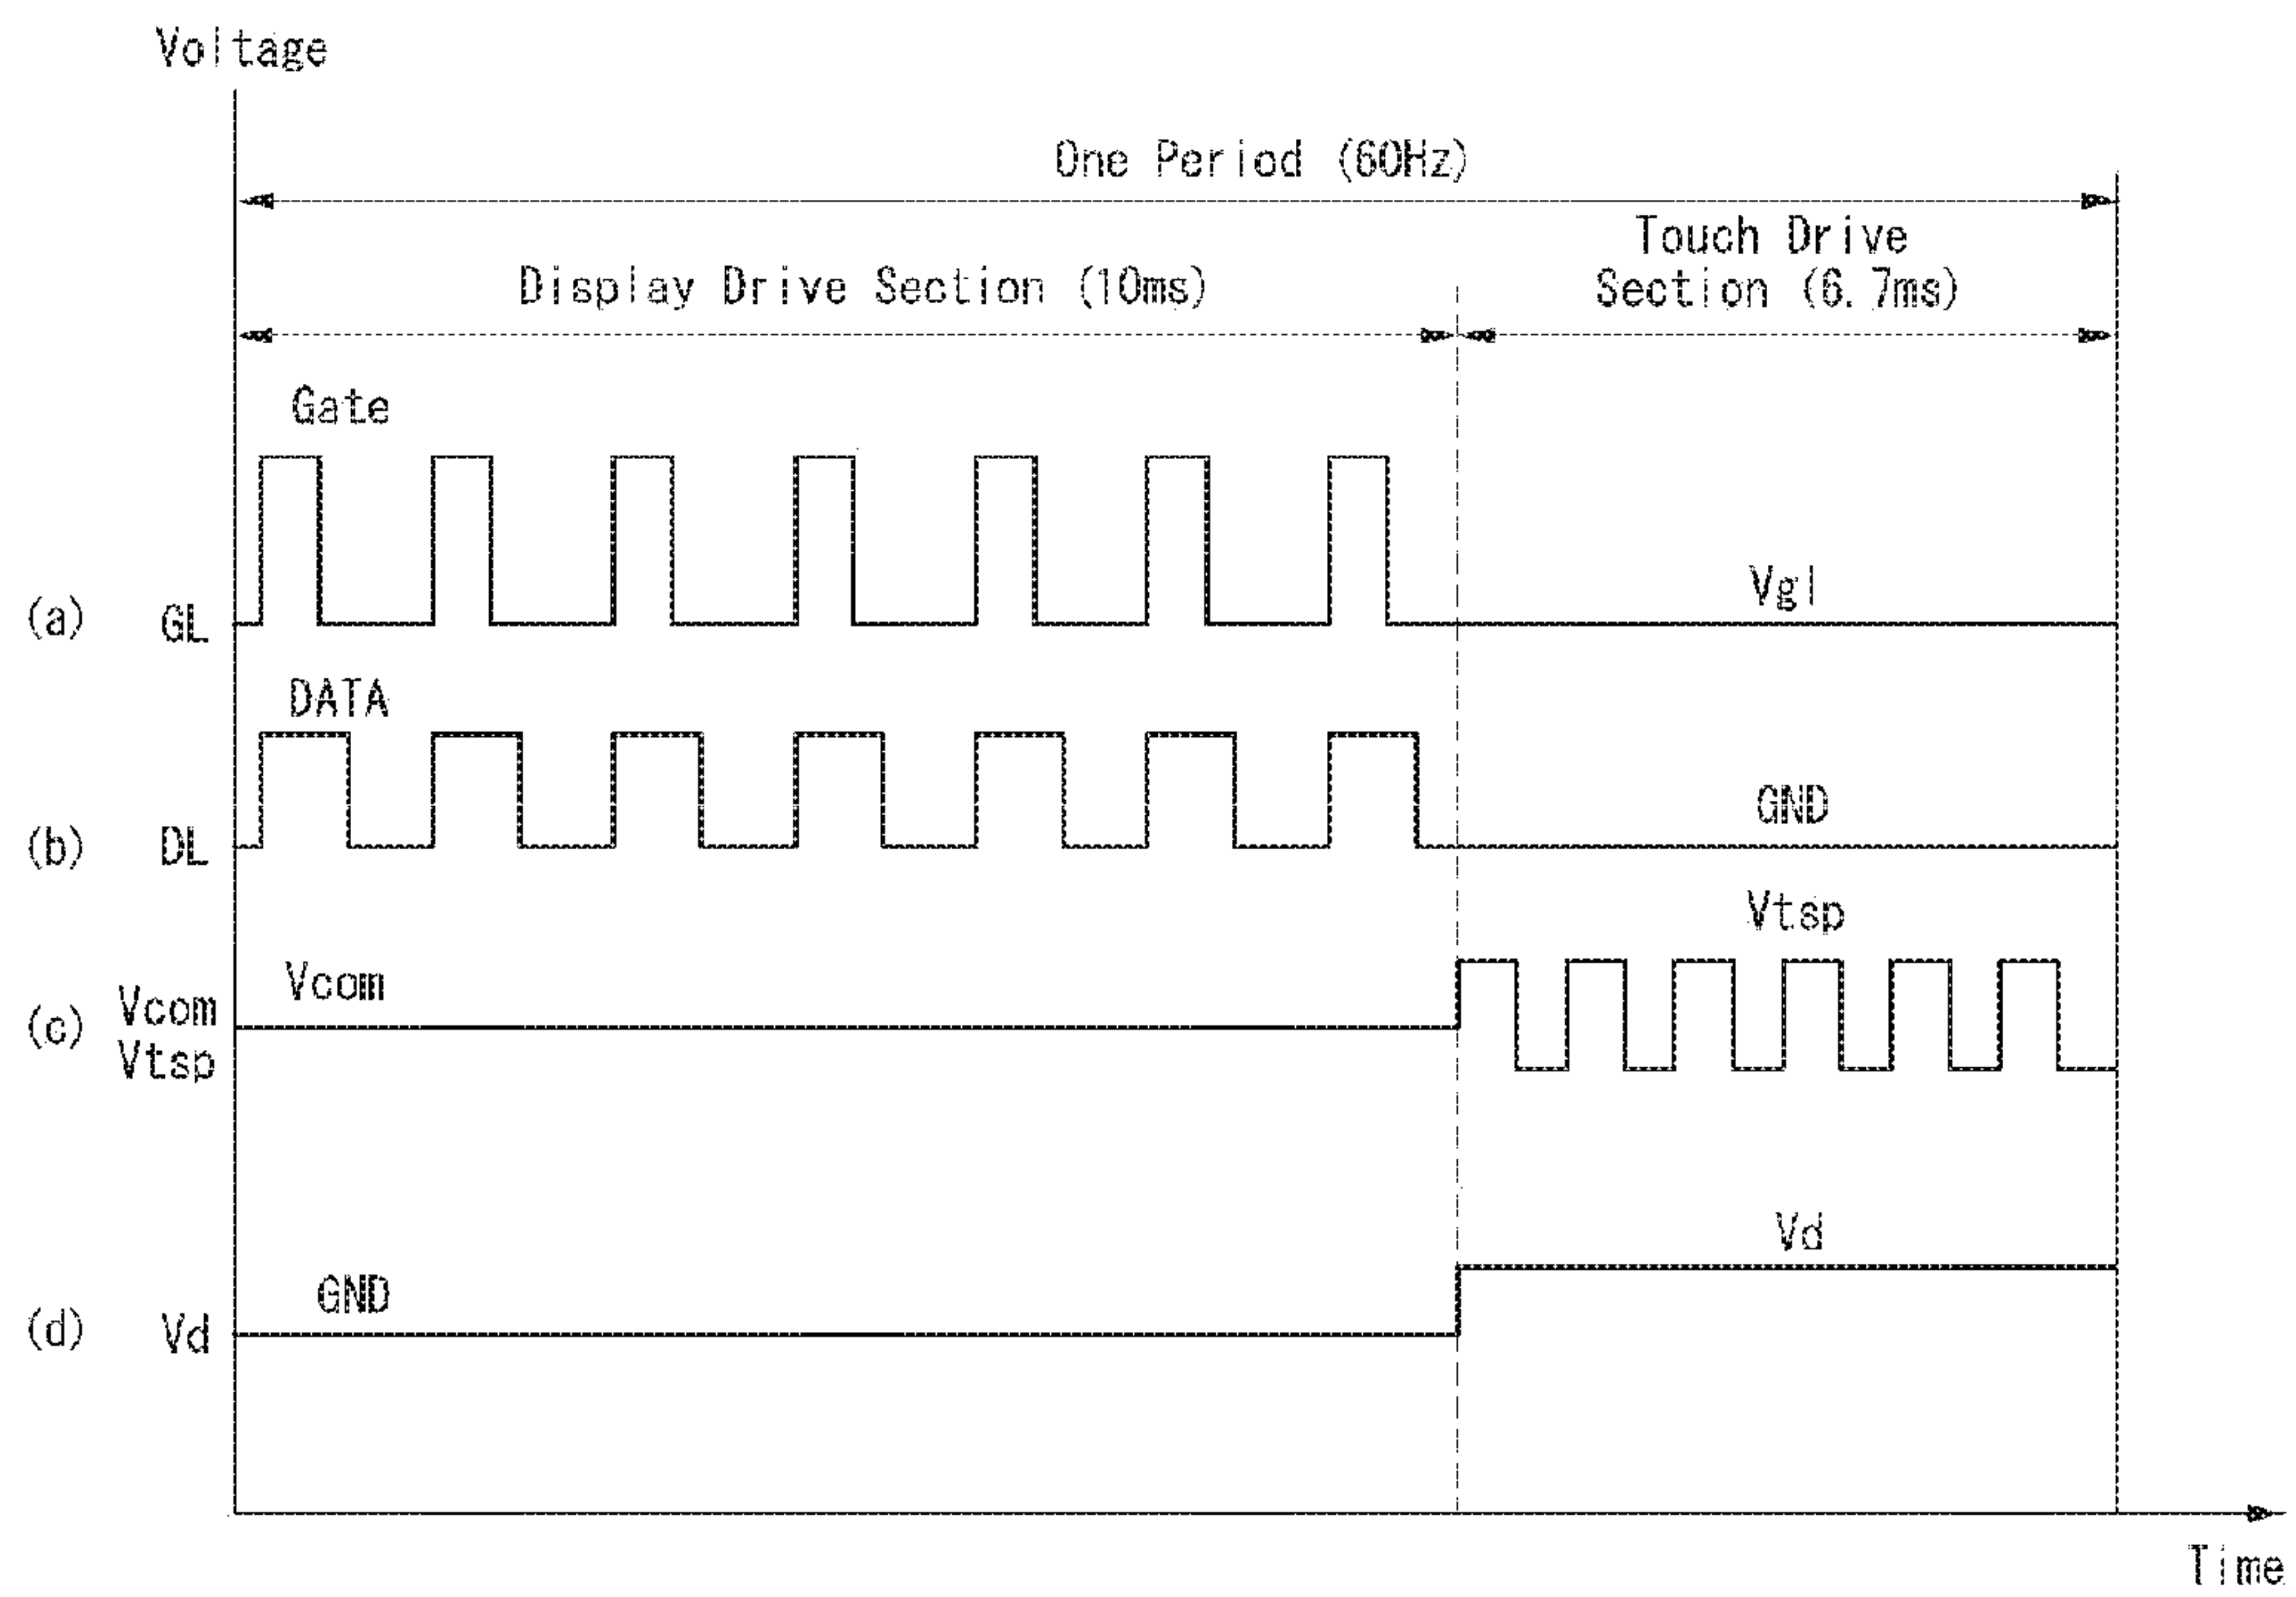 Voltage
One Period (60Hz)
Touch Drive
Section (6.7ms)
Display Drive Section (10ms)
Gate
Vgl
(a) GL
DATA
GND
(b) DL
Vtsp
Vcom
(c) Vcom
Vtsp
Vd
GND
(d) Vd
Time